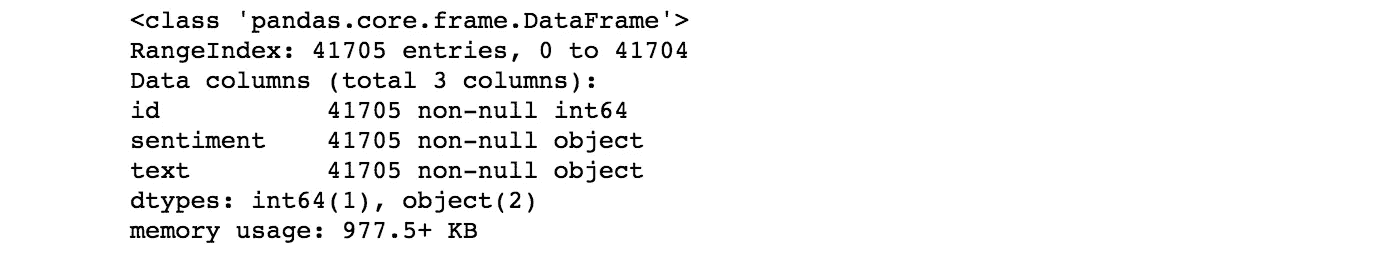 <class 'pandas.core.frame.DataFrame'>
RangeIndex: 41705 entries, 0 to 41704
Data columns (total 3 columns):
id           41705 non-null int64
sentiment    41705 non-null object
text         41705 non-null object
dtypes: int64(1), object(2)
memory usage: 977.5+ KB